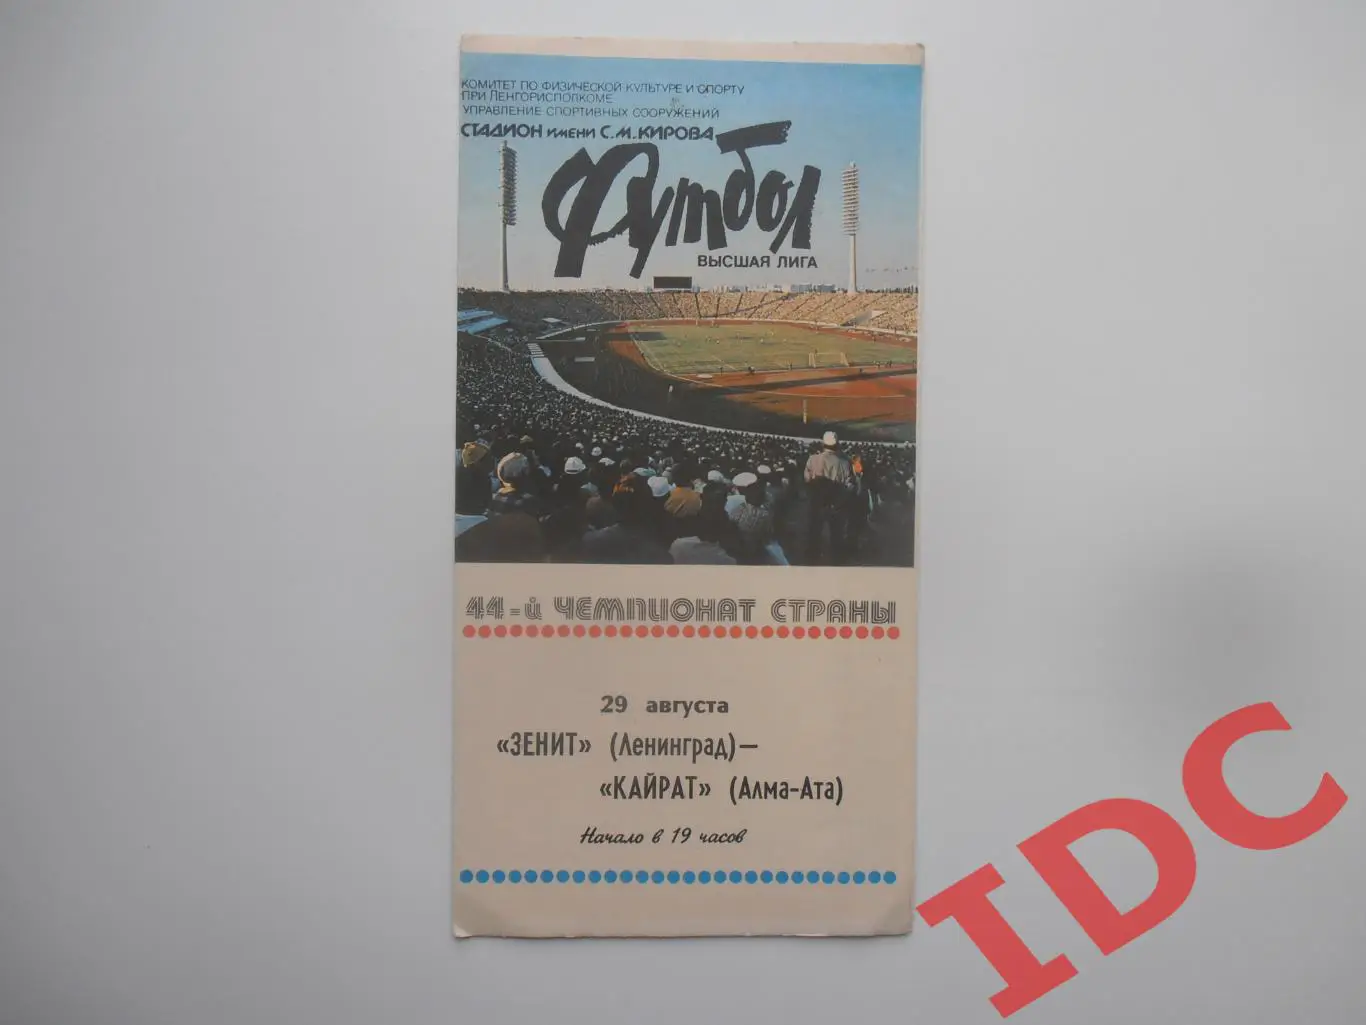 КОМИТЕТ ПО ФИЗИЧЕСКОЙ КУЛЬТУРЕ И СПОРТУ
ПРИ ЛЕНГОРИСПОЛКОМЕ
УПРАВЛЕНИЕ СПОРТИВНЫХ СООРУЖЕНИЙ
СТАДИОН ИМЕНИ С.М.КИРОВА
Футбол
ВЫСШАЯ ЛИГА
44-й ЧЕМПИОНАТ СТРАНЫ
29 августа
«ЗЕНИТ» (Ленинград)—
«КАЙРАТ» (Алма-Ата)
Начало в 19 часов
IDC